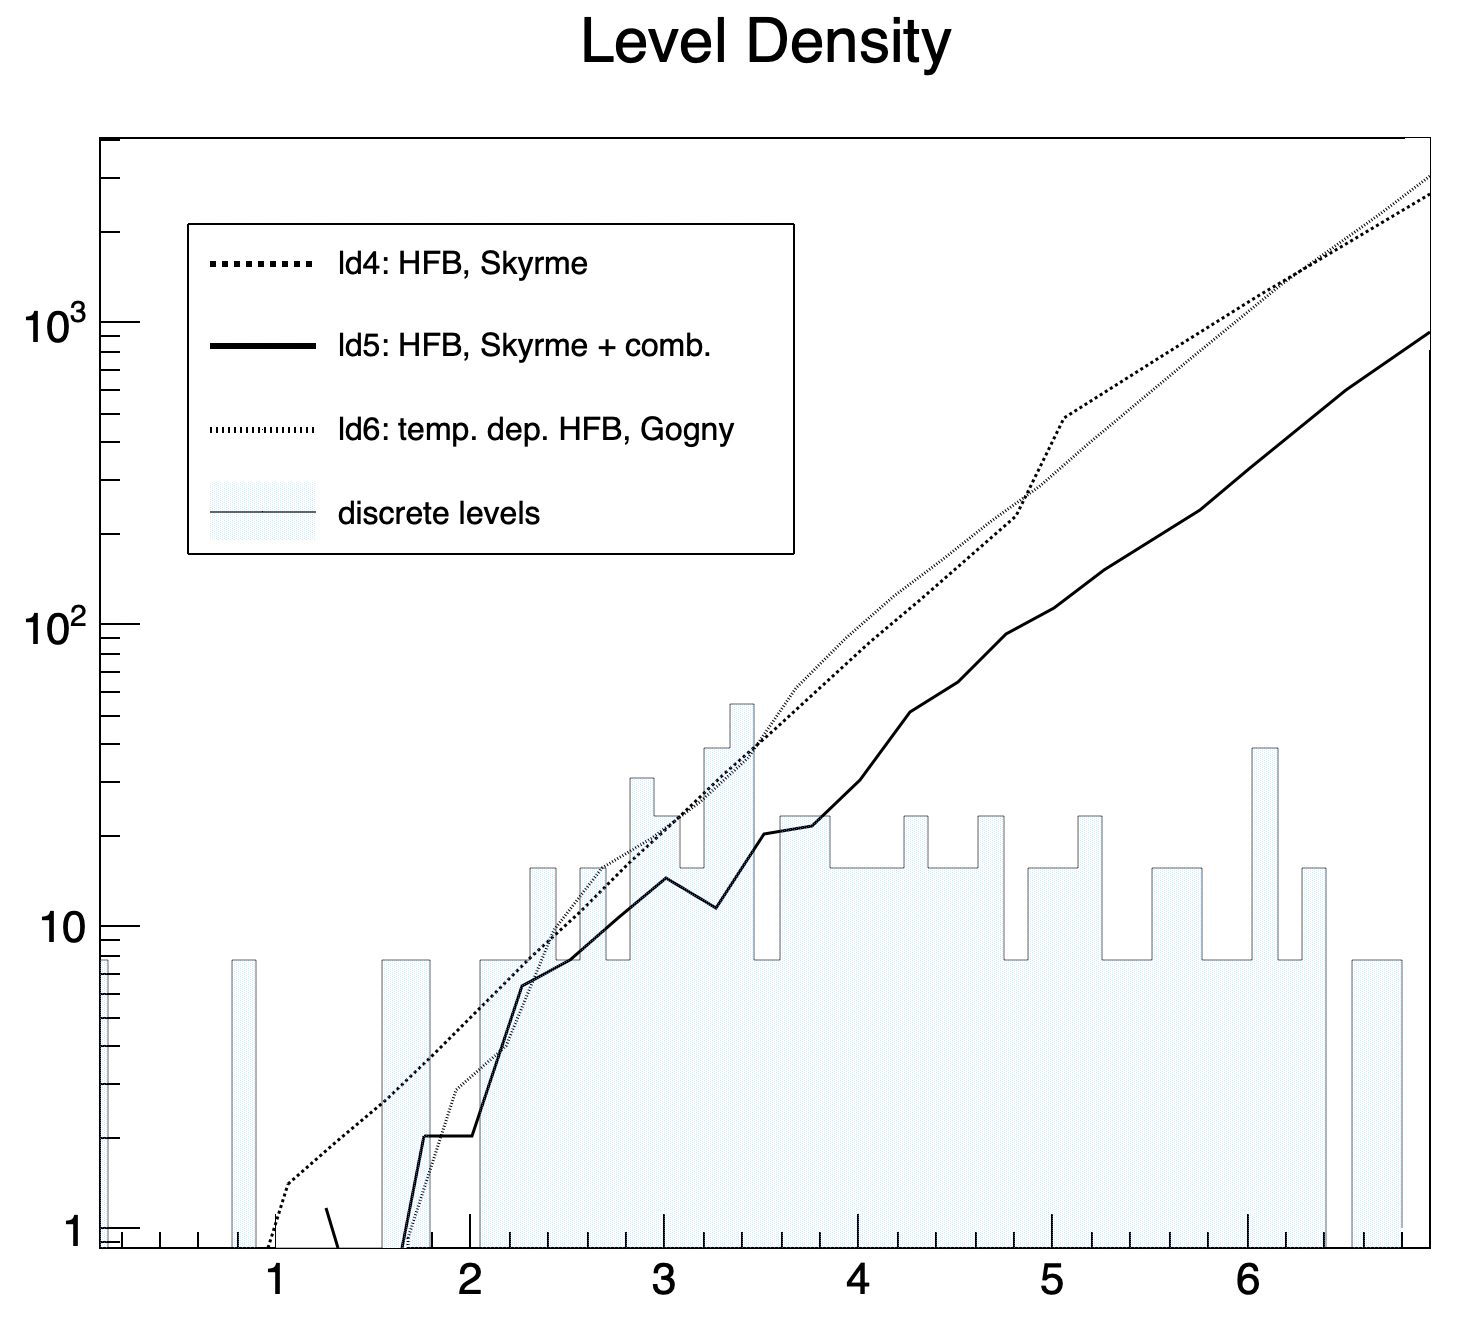 Level Density
ld4: HFB, Skyrme
ld5: HFB, Skyrme + comb.
ld6: temp. dep. HFB, Gogny
discrete levels
10³
10²
10
1
1 2 3 4 5 6